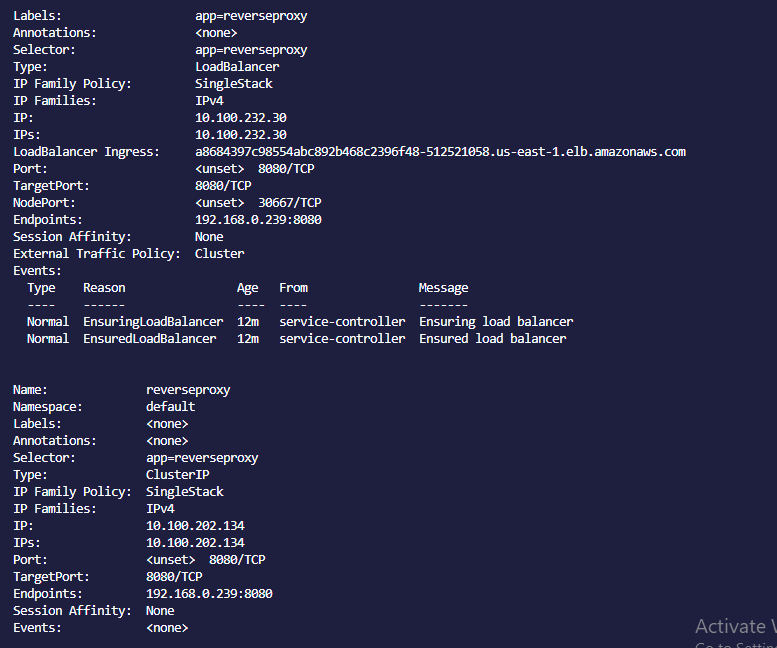 Labels: app=reverseproxy
Annotations: <none>
Selector: app=reverseproxy
Type: LoadBalancer
IP Family Policy: SingleStack
IP Families: IPv4
IP: 10.100.232.30
IPs: 10.100.232.30
LoadBalancer Ingress: a8684397c98554abc892b468c2396f48-512521058.us-east-1.elb.amazonaws.com
Port: <unset> 8080/TCP
TargetPort: 8080/TCP
NodePort: <unset> 30667/TCP
Endpoints: 192.168.0.239:8080
Session Affinity: None
External Traffic Policy: Cluster
Events:
Type Reason Age From Message
---- ------ ---- ---- -------
Normal EnsuringLoadBalancer 12m service-controller Ensuring load balancer
Normal EnsuredLoadBalancer 12m service-controller Ensured load balancer
Name: reverseproxy
Namespace: default
Labels: <none>
Annotations: <none>
Selector: app=reverseproxy
Type: ClusterIP
IP Family Policy: SingleStack
IP Families: IPv4
IP: 10.100.202.134
IPs: 10.100.202.134
Port: <unset> 8080/TCP
TargetPort: 8080/TCP
Endpoints: 192.168.0.239:8080
Session Affinity: None
Events: <none>
Activate
Go to